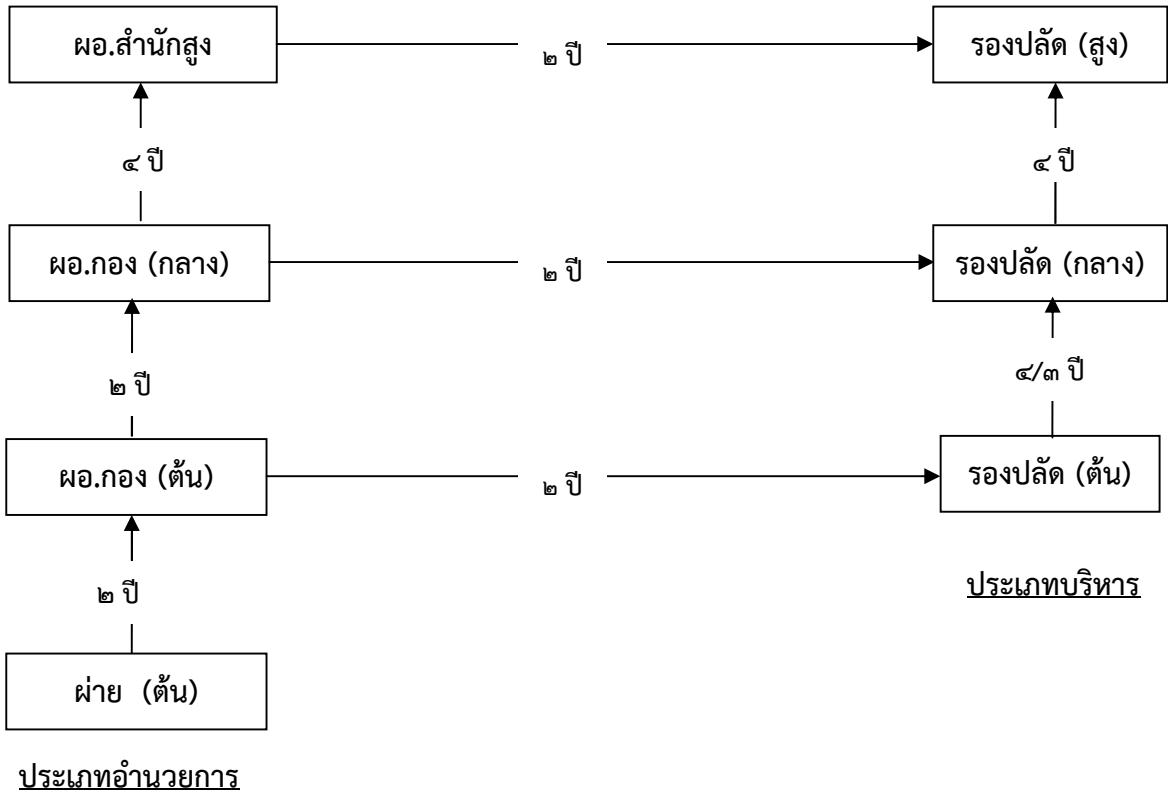 ผอ.สำนักสูง
๒ ปี
รองปลัด (สูง)
๔ ปี
๔ ปี
ผอ.กอง (กลาง)
๒ ปี
รองปลัด (กลาง)
๒ ปี
๔/๓ ปี
ผอ.กอง (ต้น)
๒ ปี
รองปลัด (ต้น)
๒ ปี
ประเภทบริหาร
ผ่าย (ต้น)
ประเภทอำนวยการ